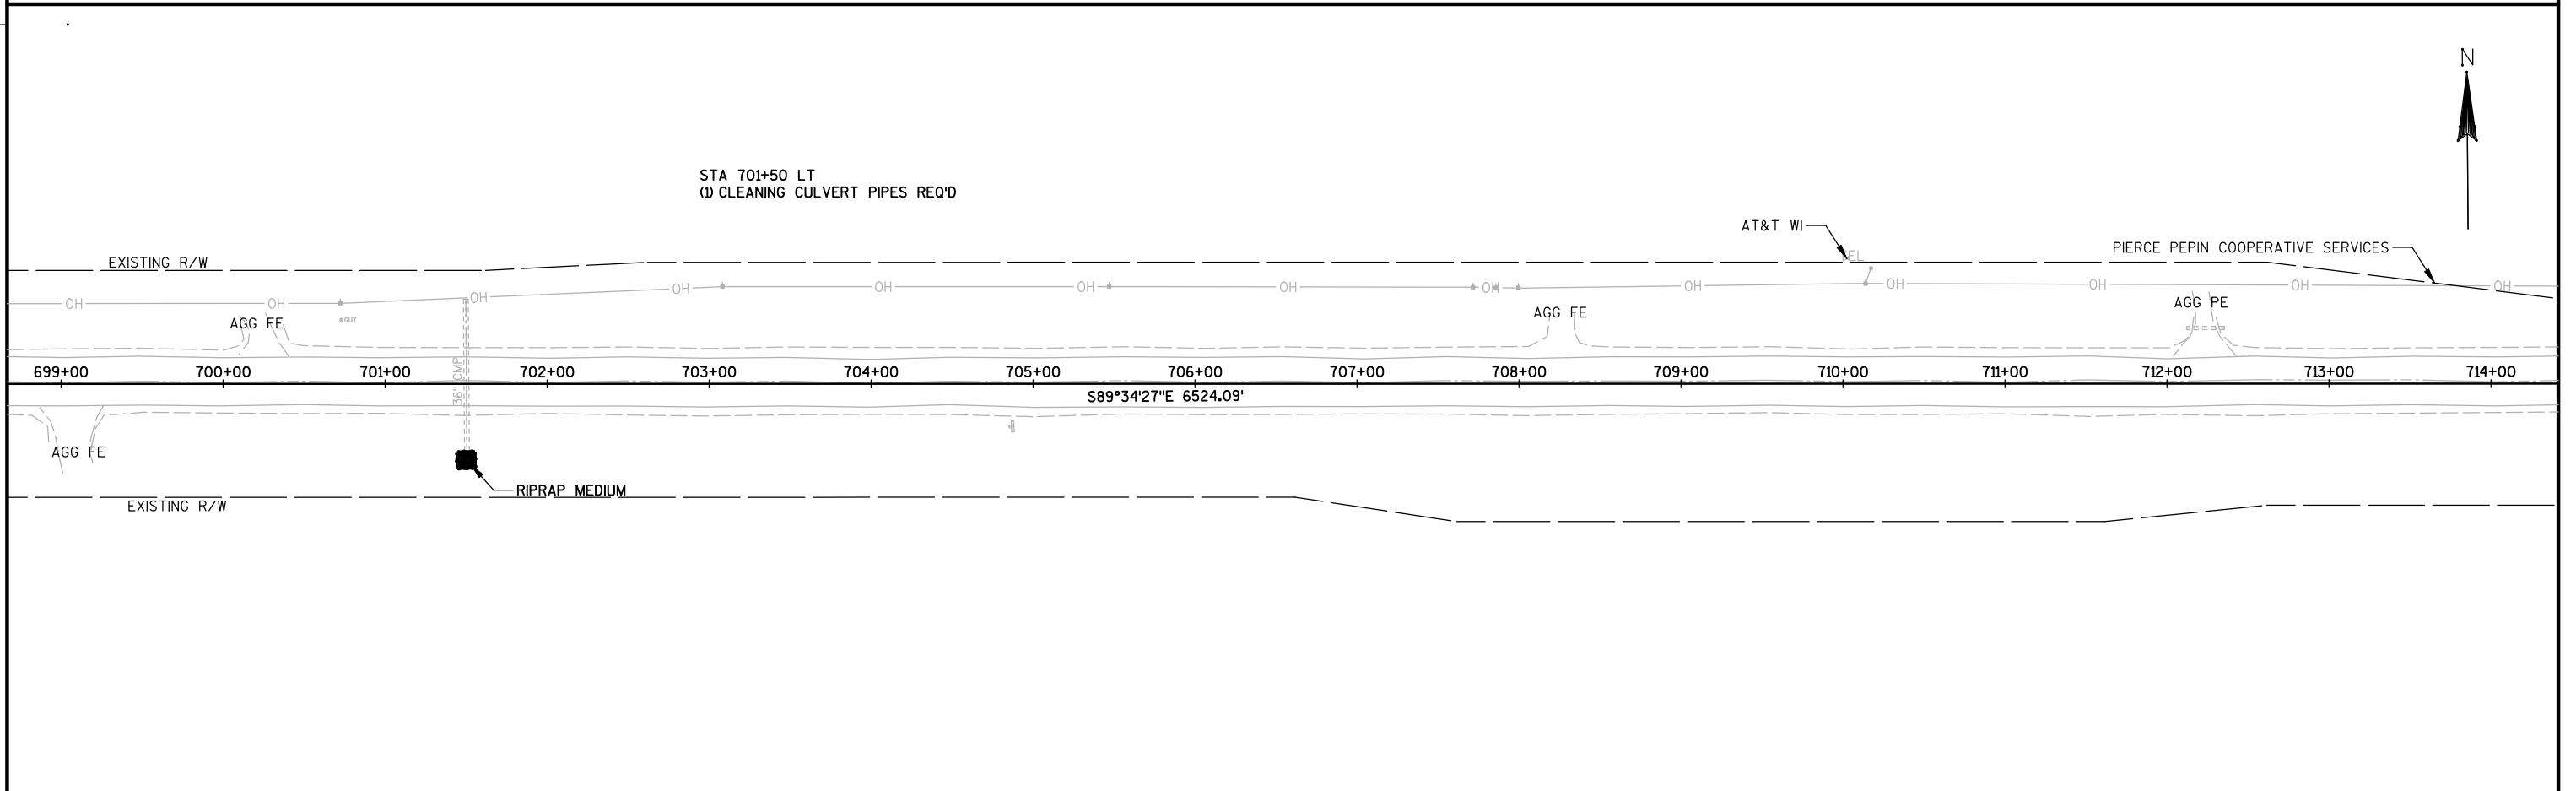 N
STA 701+50 LT
(1) CLEANING CULVERT PIPES REQ'D
AT&T WI
PIERCE PEPIN COOPERATIVE SERVICES
EXISTING R/W
OH OH OH OH OH OH OH OH OH OH OH OH OH
AGG FE
GUY
AGG FE
AGG PE
36" CMP
699+00 700+00 701+00 702+00 703+00 704+00 705+00 706+00 707+00 708+00 709+00 710+00 711+00 712+00 713+00 714+00
S89°34'27"E 6524.09'
AGG FE
RIPRAP MEDIUM
EXISTING R/W